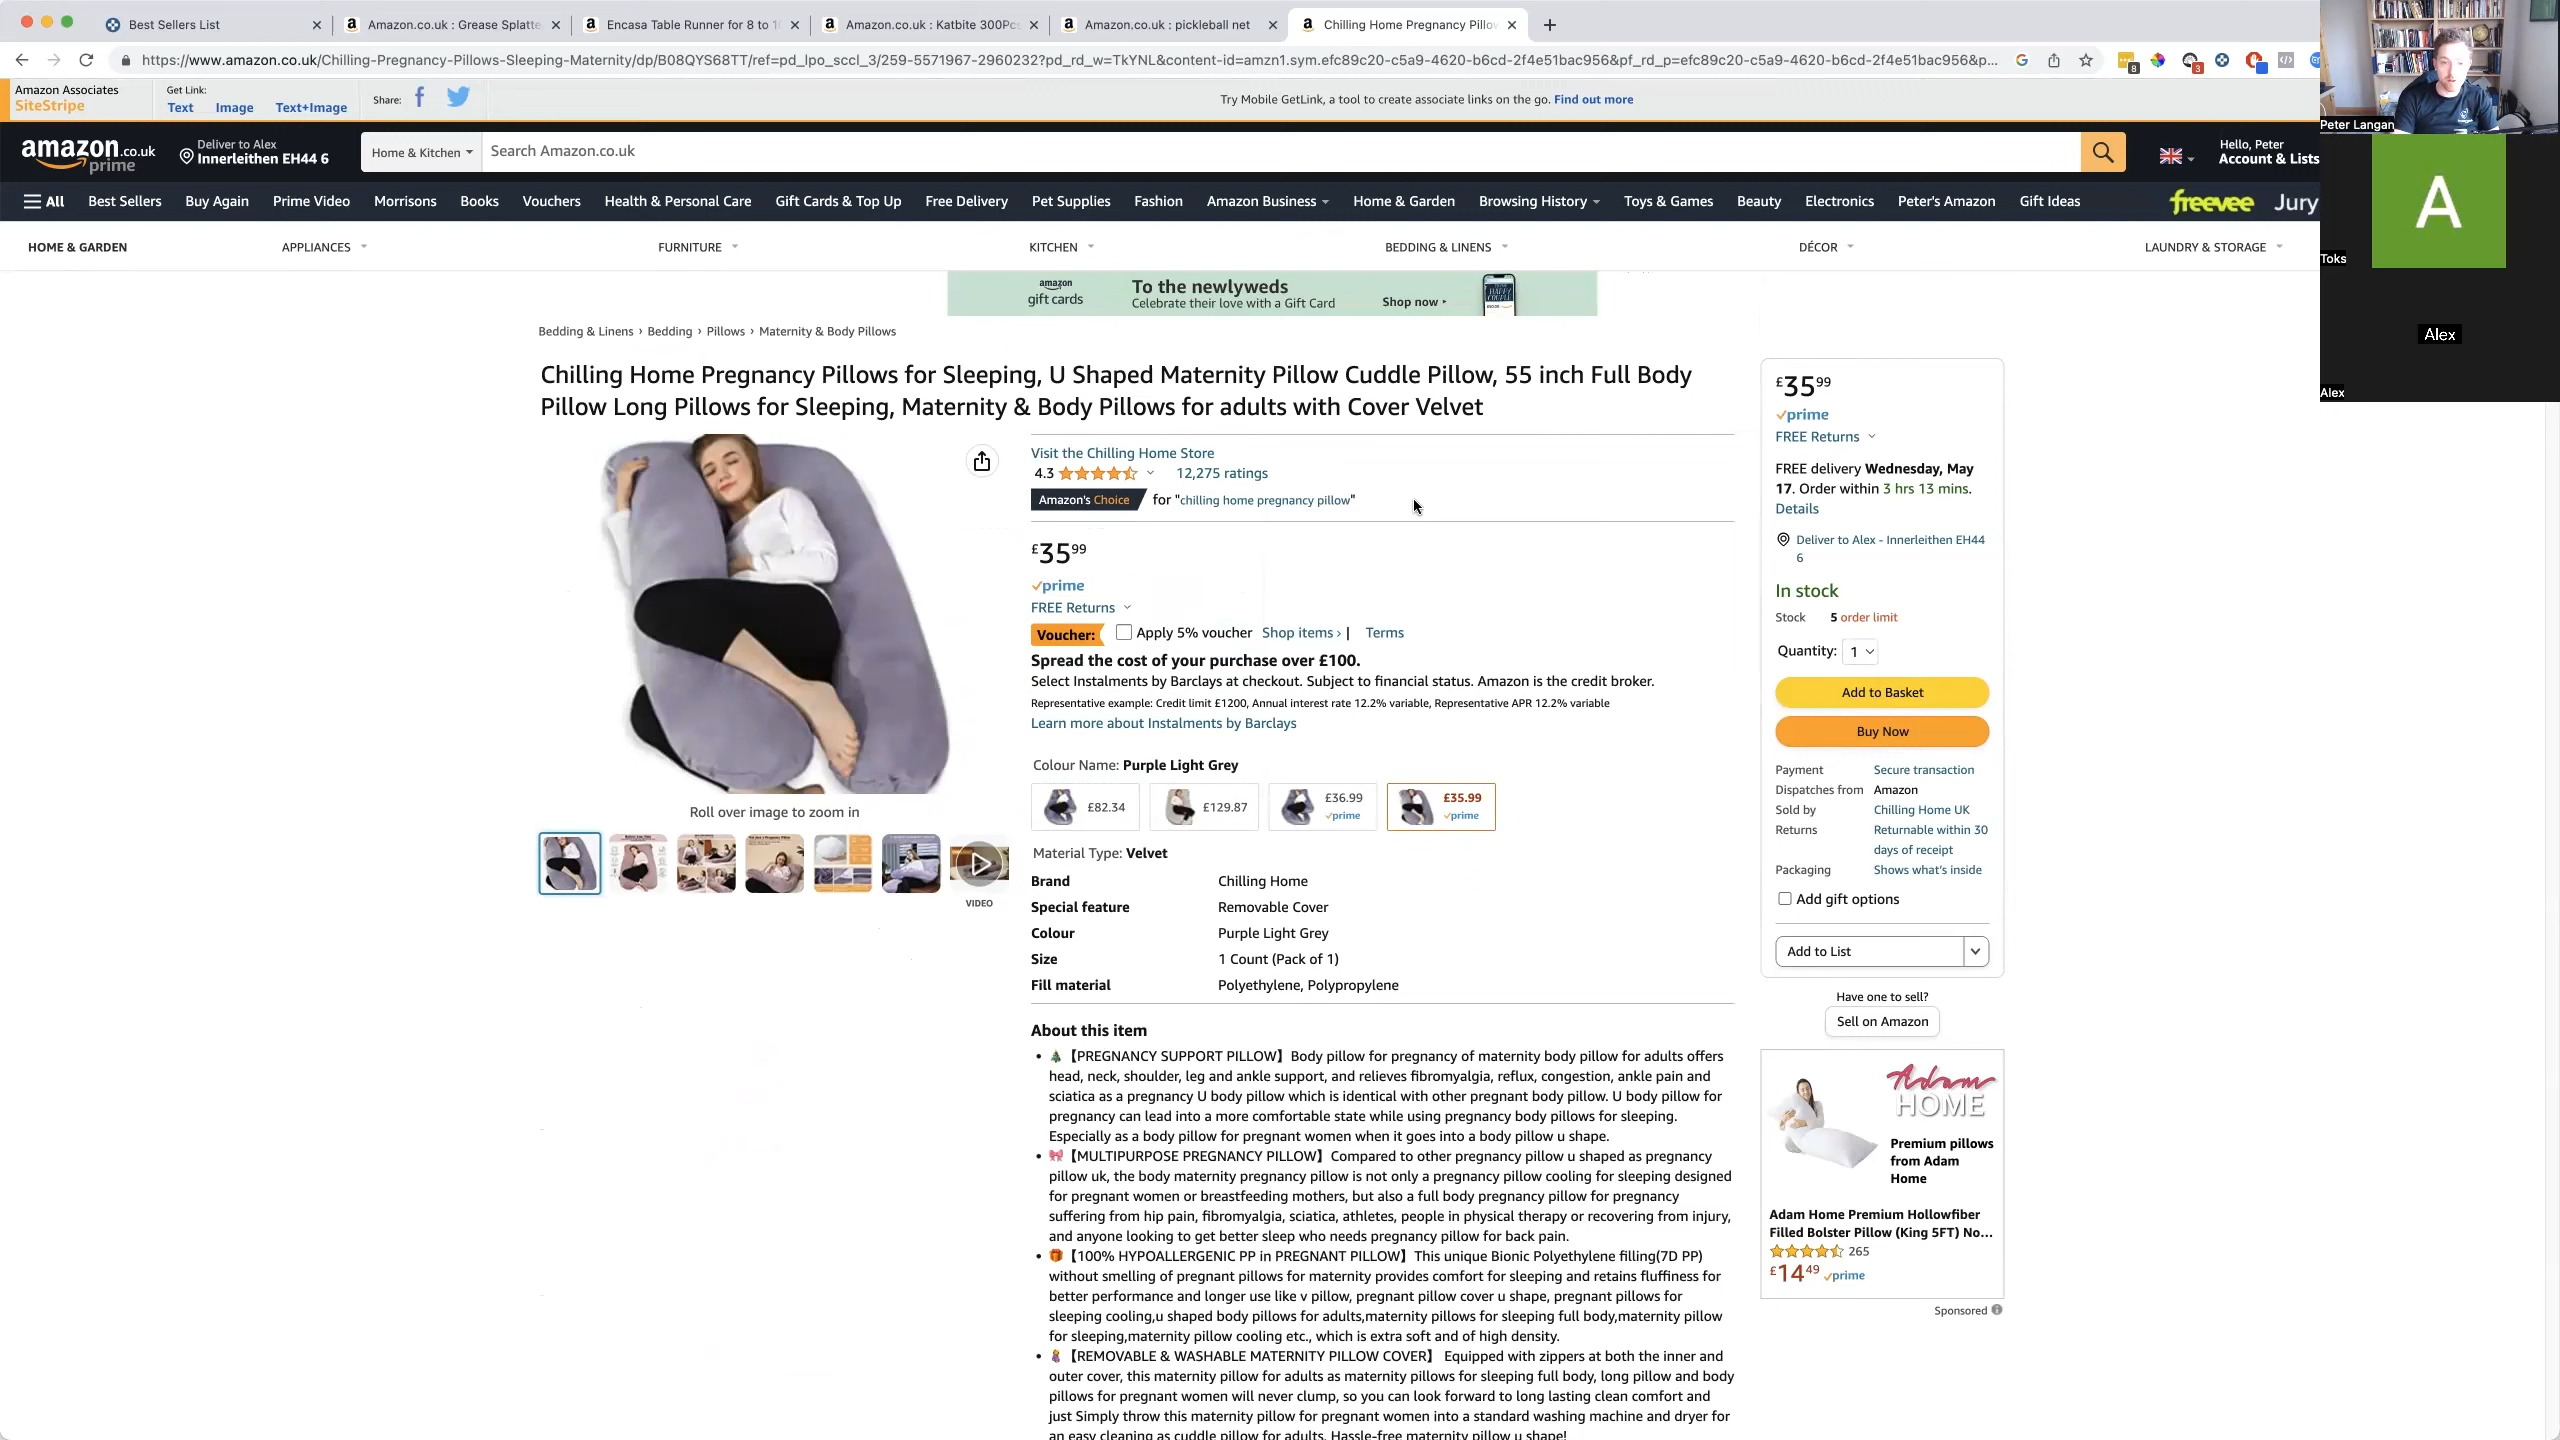 Best Sellers List
Amazon.co.uk : Grease Splatte
Encasa Table Runner for 8 to 1
Amazon.co.uk : Katbite 300Pcs
Amazon.co.uk : pickleball net
Chilling Home Pregnancy Pillow
https://www.amazon.co.uk/Chilling-Pregnancy-Pillows-Sleeping-Maternity/dp/B08QYS68TT/ref=pd_lpo_sccl_3/259-5571967-2960232?pd_rd_w=TkYNL&content-id=amzn1.sym.efc89c20-c5a9-4620-b6cd-2f4e51bac956&pf_rd_p=efc89c20-c5a9-4620-b6cd-2f4e51bac956&p...
8
3
Amazon Associates
SiteStripe
Get Link:
Text Image Text+Image
Share:
Try Mobile GetLink, a tool to create associate links on the go. Find out more
Peter Langan
amazon.co.uk
prime
Deliver to Alex
Innerleithen EH44 6
Home & Kitchen
Search Amazon.co.uk
Hello, Peter
Account & Lists
A
All Best Sellers Buy Again Prime Video Morrisons Books Vouchers Health & Personal Care Gift Cards & Top Up Free Delivery Pet Supplies Fashion Amazon Business Home & Garden Browsing History Toys & Games Beauty Electronics Peter's Amazon Gift Ideas
freevee Jury
HOME & GARDEN APPLIANCES FURNITURE KITCHEN BEDDING & LINENS DÉCOR LAUNDRY & STORAGE
Toks
Alex
Alex
amazon
gift cards
To the newlyweds
Celebrate their love with a Gift Card
Shop now
Bedding & Linens › Bedding › Pillows › Maternity & Body Pillows
Chilling Home Pregnancy Pillows for Sleeping, U Shaped Maternity Pillow Cuddle Pillow, 55 inch Full Body
Pillow Long Pillows for Sleeping, Maternity & Body Pillows for adults with Cover Velvet
Roll over image to zoom in
VIDEO
Visit the Chilling Home Store
4.3 12,275 ratings
Amazon's Choice for "chilling home pregnancy pillow"
£35 99
prime
FREE Returns
Voucher: Apply 5% voucher Shop items › | Terms
Spread the cost of your purchase over £100.
Select Instalments by Barclays at checkout. Subject to financial status. Amazon is the credit broker.
Representative example: Credit limit £1200, Annual interest rate 12.2% variable, Representative APR 12.2% variable
Learn more about Instalments by Barclays
Colour Name: Purple Light Grey
£82.34
£129.87
£36.99
prime
£35.99
prime
Material Type: Velvet
Brand Chilling Home
Special feature Removable Cover
Colour Purple Light Grey
Size 1 Count (Pack of 1)
Fill material Polyethylene, Polypropylene
About this item
• 🎄【PREGNANCY SUPPORT PILLOW】Body pillow for pregnancy of maternity body pillow for adults offers
head, neck, shoulder, leg and ankle support, and relieves fibromyalgia, reflux, congestion, ankle pain and
sciatica as a pregnancy U body pillow which is identical with other pregnant body pillow. U body pillow for
pregnancy can lead into a more comfortable state while using pregnancy body pillows for sleeping.
Especially as a body pillow for pregnant women when it goes into a body pillow u shape.
• 🎀【MULTIPURPOSE PREGNANCY PILLOW】Compared to other pregnancy pillow u shaped as pregnancy
pillow uk, the body maternity pregnancy pillow is not only a pregnancy pillow cooling for sleeping designed
for pregnant women or breastfeeding mothers, but also a full body pregnancy pillow for pregnancy
suffering from hip pain, fibromyalgia, sciatica, athletes, people in physical therapy or recovering from injury,
and anyone looking to get better sleep who needs pregnancy pillow for back pain.
• 🎁【100% HYPOALLERGENIC PP in PREGNANT PILLOW】This unique Bionic Polyethylene filling(7D PP)
without smelling of pregnant pillows for maternity provides comfort for sleeping and retains fluffiness for
better performance and longer use like v pillow, pregnant pillow cover u shape, pregnant pillows for
sleeping cooling,u shaped body pillows for adults,maternity pillows for sleeping full body,maternity pillow
for sleeping,maternity pillow cooling etc., which is extra soft and of high density.
• 🤰【REMOVABLE & WASHABLE MATERNITY PILLOW COVER】 Equipped with zippers at both the inner and
outer cover, this maternity pillow for adults as maternity pillows for sleeping full body, long pillow and body
pillows for pregnant women will never clump, so you can look forward to long lasting clean comfort and
just Simply throw this maternity pillow for pregnant women into a standard washing machine and dryer for
an easy cleaning as cuddle pillow for adults. Hassle-free maternity pillow u shape!
£35 99
prime
FREE Returns
FREE delivery Wednesday, May
17. Order within 3 hrs 13 mins.
Details
Deliver to Alex - Innerleithen EH44
6
In stock
Stock 5 order limit
Quantity: 1
Add to Basket
Buy Now
Payment Secure transaction
Dispatches from Amazon
Sold by Chilling Home UK
Returns Returnable within 30
days of receipt
Packaging Shows what's inside
Add gift options
Add to List
Have one to sell?
Sell on Amazon
Adam
HOME
Premium pillows
from Adam
Home
Adam Home Premium Hollowfiber
Filled Bolster Pillow (King 5FT) No...
265
£14 49 prime
Sponsored